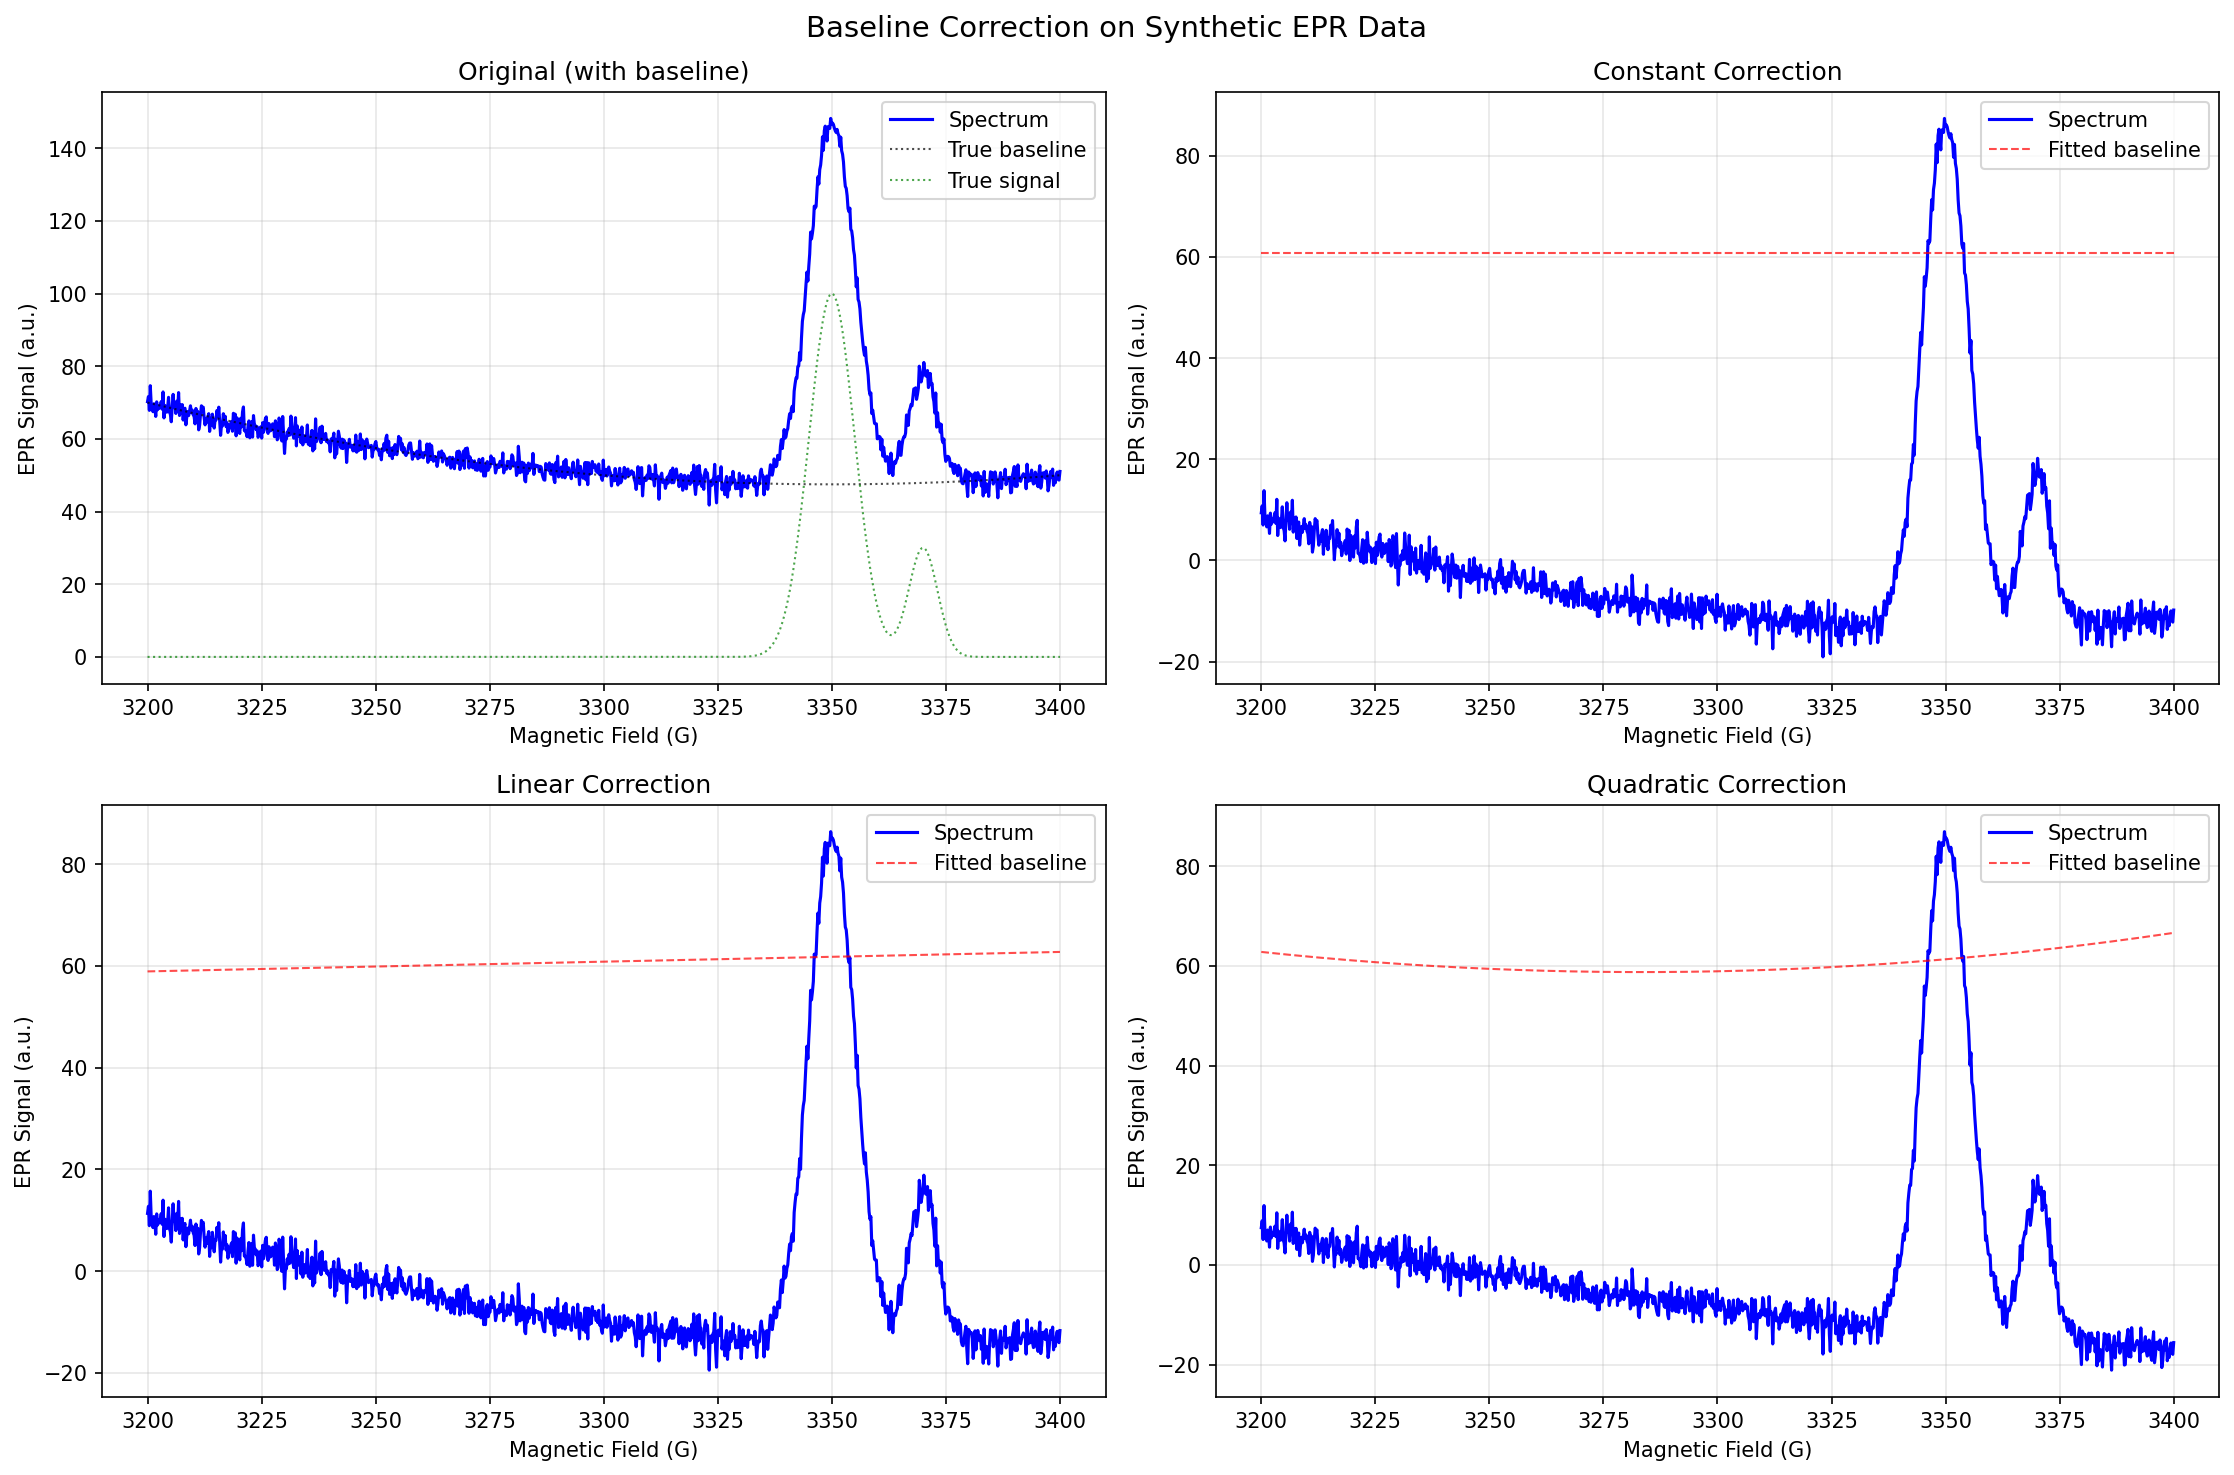 Baseline Correction on Synthetic EPR Data
Original (with baseline)
EPR Signal (a.u.)
140
120
100
80
60
40
20
0
Spectrum
True baseline
True signal
3200 3225 3250 3275 3300 3325 3350 3375 3400
Magnetic Field (G)
Constant Correction
EPR Signal (a.u.)
80
60
40
20
0
−20
Spectrum
Fitted baseline
3200 3225 3250 3275 3300 3325 3350 3375 3400
Magnetic Field (G)
Linear Correction
EPR Signal (a.u.)
80
60
40
20
0
−20
Spectrum
Fitted baseline
3200 3225 3250 3275 3300 3325 3350 3375 3400
Magnetic Field (G)
Quadratic Correction
EPR Signal (a.u.)
80
60
40
20
0
−20
Spectrum
Fitted baseline
3200 3225 3250 3275 3300 3325 3350 3375 3400
Magnetic Field (G)